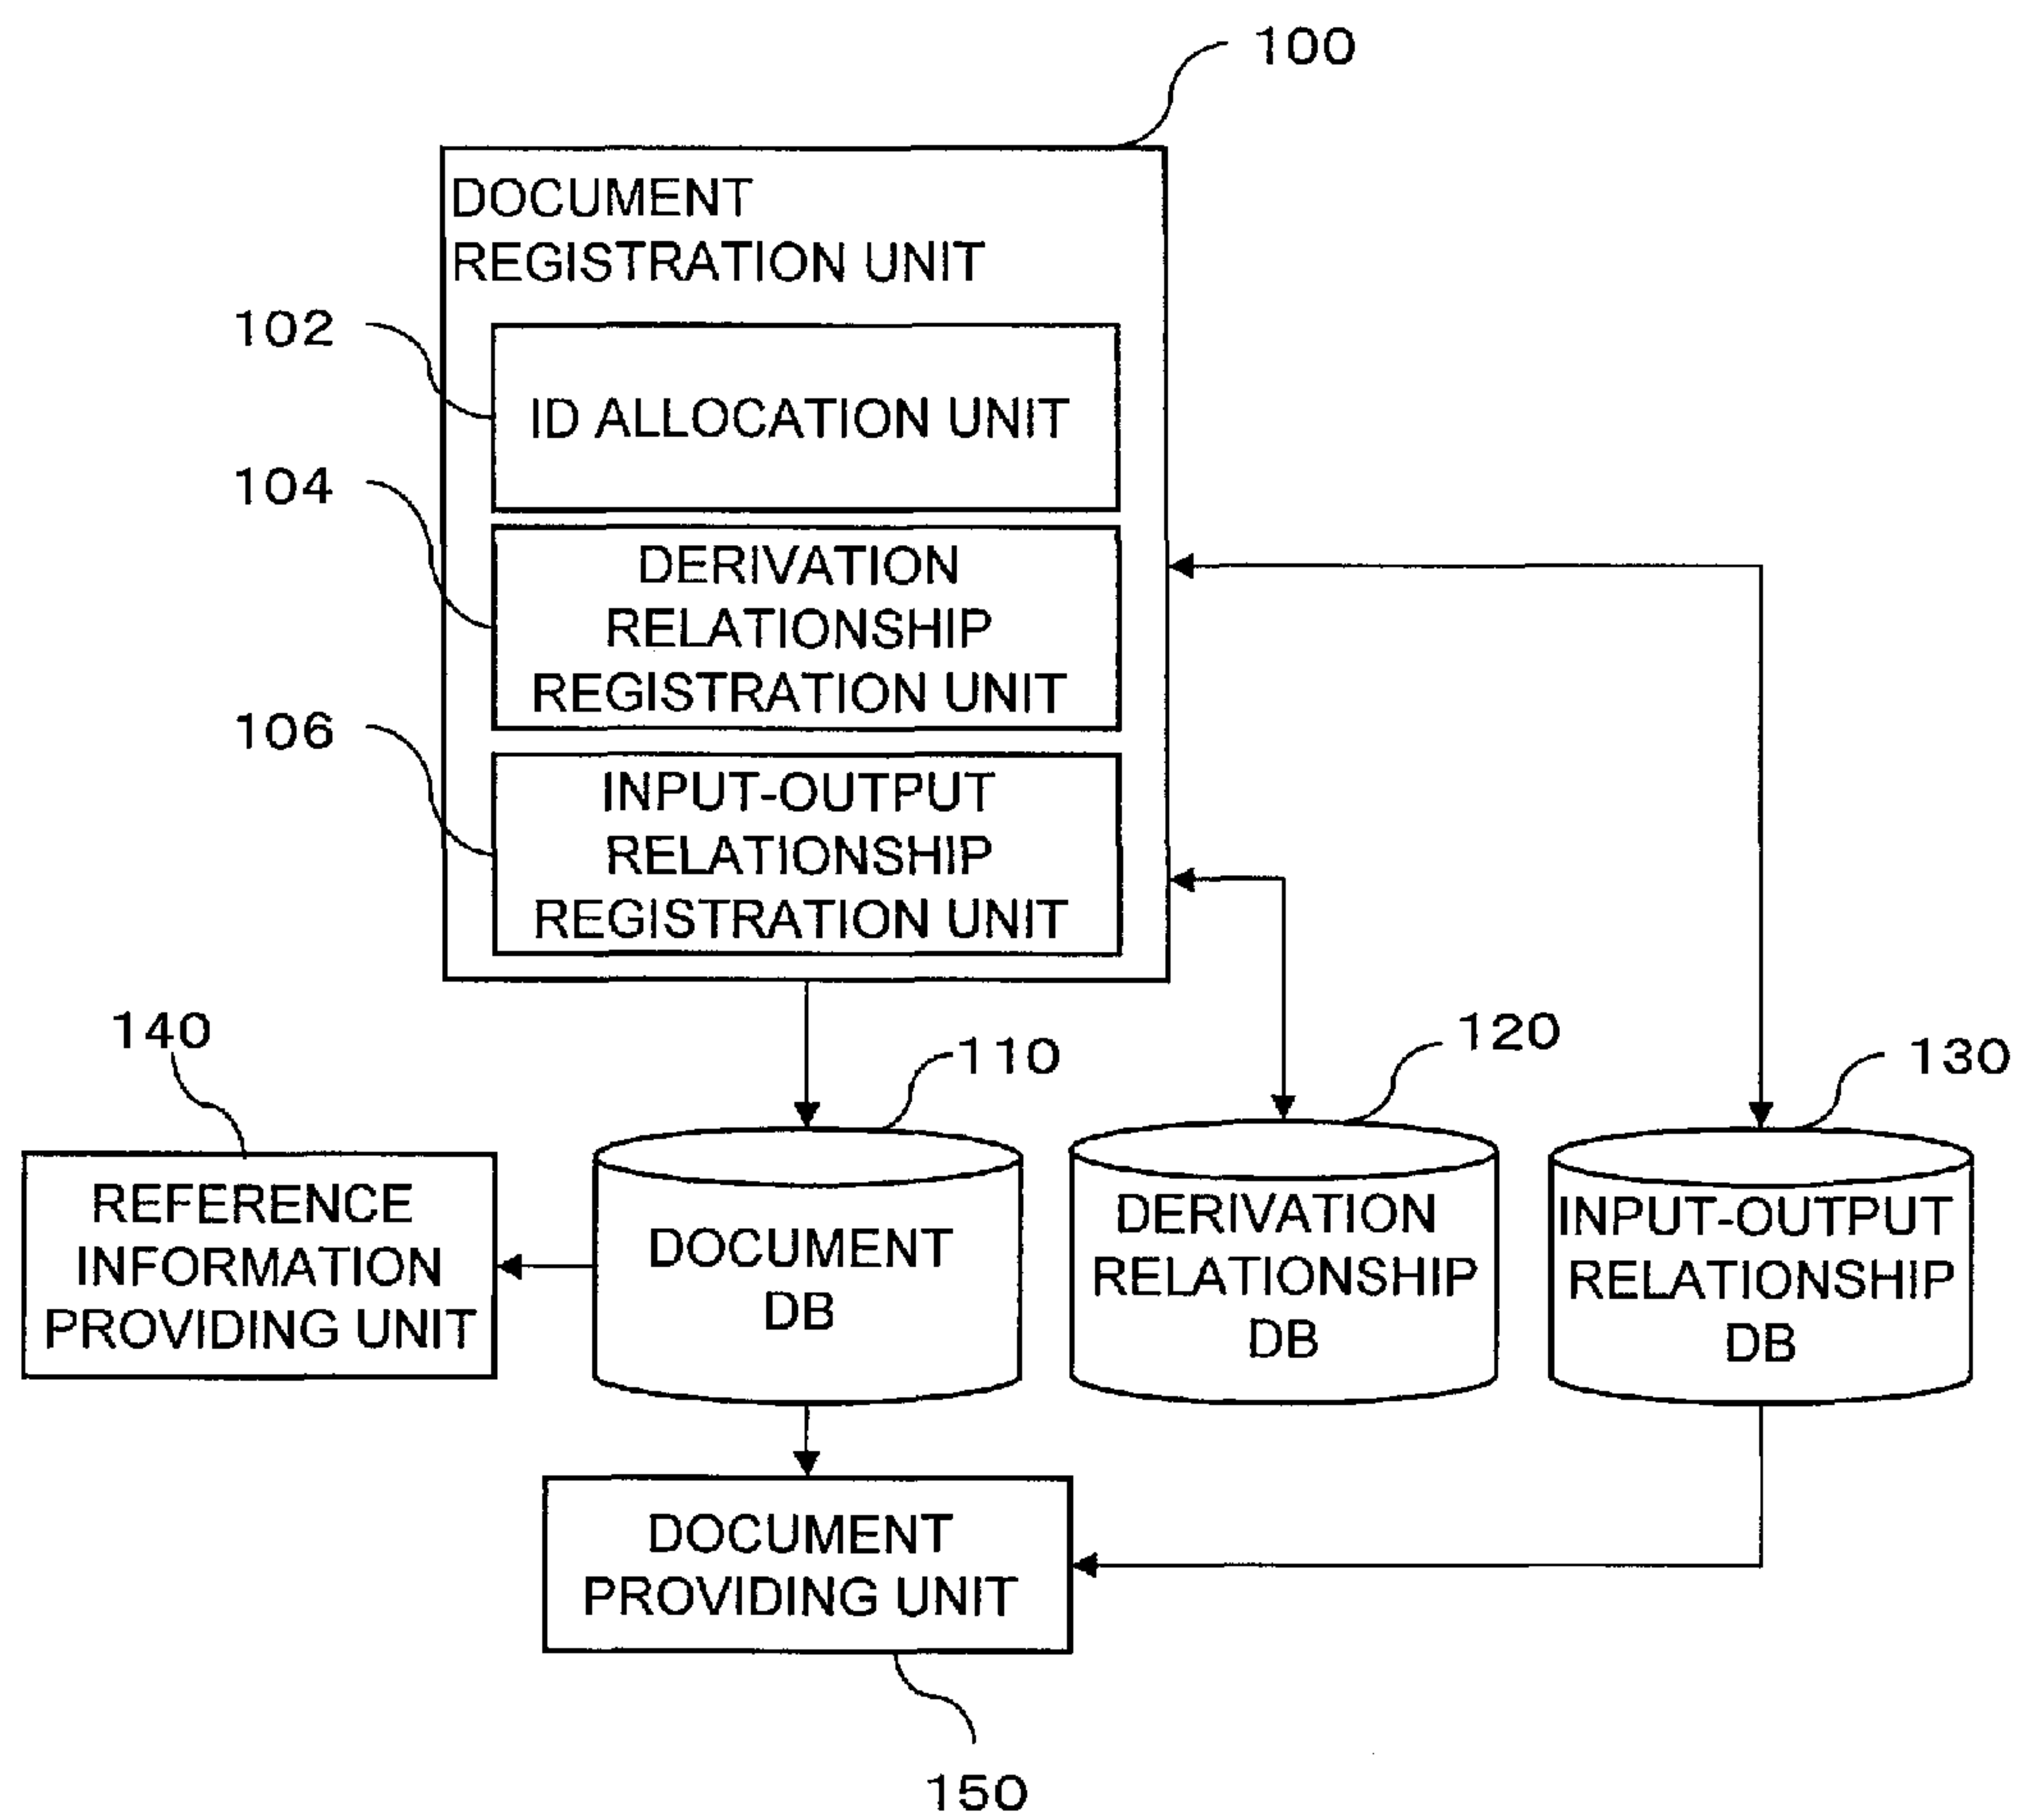 100
DOCUMENT
REGISTRATION UNIT
102
ID ALLOCATION UNIT
104
DERIVATION
RELATIONSHIP
REGISTRATION UNIT
106
INPUT-OUTPUT
RELATIONSHIP
REGISTRATION UNIT
140
110
120
130
REFERENCE
INFORMATION
PROVIDING UNIT
DOCUMENT
DB
DERIVATION
RELATIONSHIP
DB
INPUT-OUTPUT
RELATIONSHIP
DB
DOCUMENT
PROVIDING UNIT
150